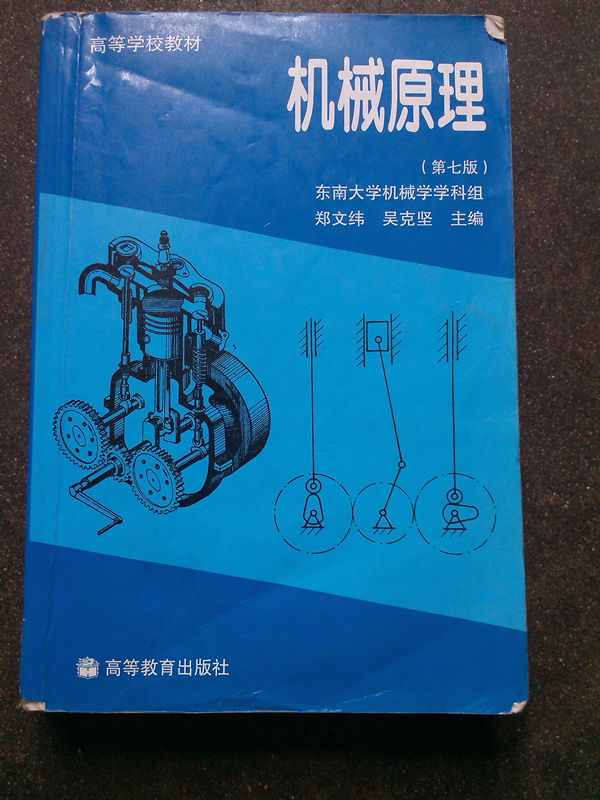 高等学校教材
机械原理
(第七版)
东南大学机械学学科组
郑文纬 吴克坚 主编
高等教育出版社